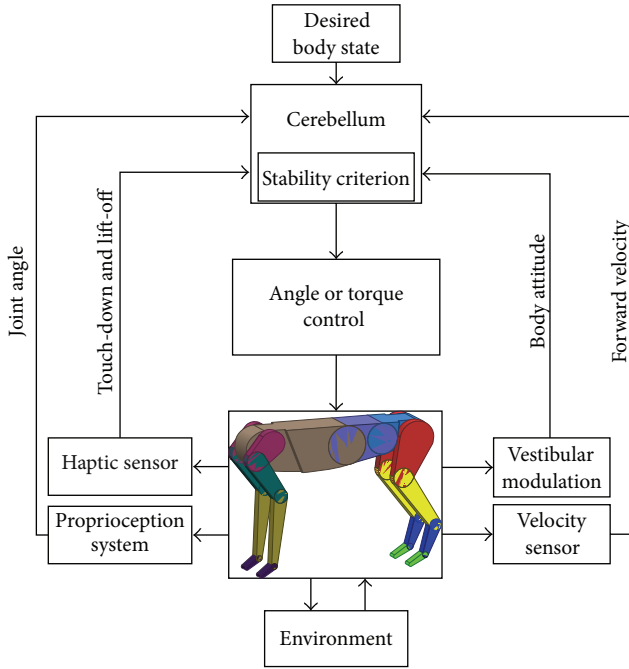 Desired
body state
Cerebellum
Stability criterion
Joint angle
Touch-down and lift-off
Body attitude
Forward velocity
Angle or torque
control
Haptic sensor
Vestibular
modulation
Proprioception
system
Velocity
sensor
Environment